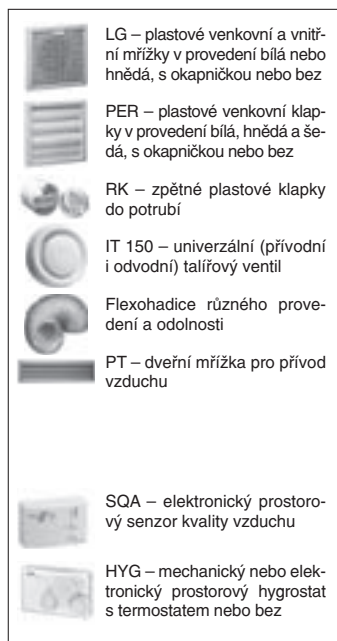 LG – plastové venkovní a vnitř-
ní mřížky v provedení bílá nebo
hnědá, s okapničkou nebo bez
PER – plastové venkovní klap-
ky v provedení bílá, hnědá a še-
dá, s okapničkou nebo bez
RK – zpětné plastové klapky
do potrubí
IT 150 – univerzální (přívodní
i odvodní) talířový ventil
Flexohadice různého prove-
dení a odolnosti
PT – dveřní mřížka pro přívod
vzduchu
SQA – elektronický prostoro-
vý senzor kvality vzduchu
HYG – mechanický nebo elek-
tronický prostorový hygrostat
s termostatem nebo bez